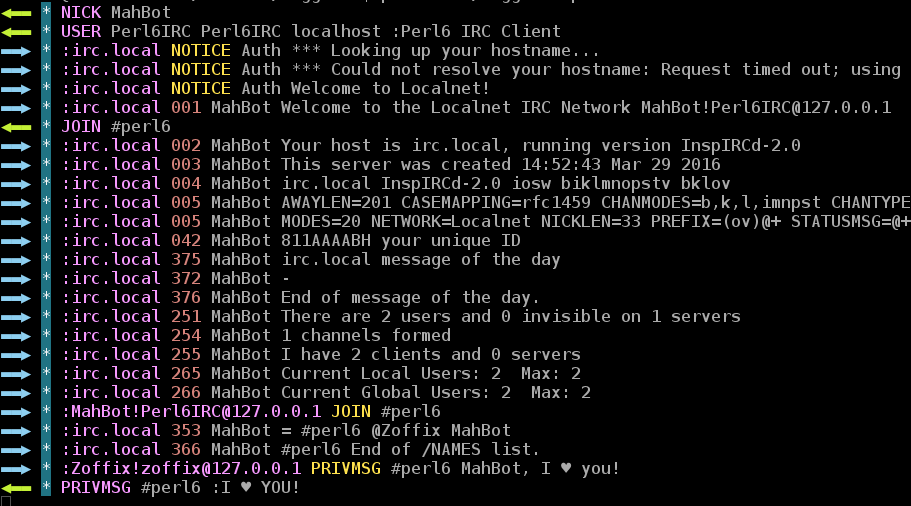 * NICK MahBot
* USER Perl6IRC Perl6IRC localhost :Perl6 IRC Client
* :irc.local NOTICE Auth *** Looking up your hostname...
* :irc.local NOTICE Auth *** Could not resolve your hostname: Request timed out; using
* :irc.local NOTICE Auth Welcome to Localnet!
* :irc.local 001 MahBot Welcome to the Localnet IRC Network MahBot!Perl6IRC@127.0.0.1
* JOIN #perl6
* :irc.local 002 MahBot Your host is irc.local, running version InspIRCd-2.0
* :irc.local 003 MahBot This server was created 14:52:43 Mar 29 2016
* :irc.local 004 MahBot irc.local InspIRCd-2.0 iosw biklmnopstv bklov
* :irc.local 005 MahBot AWAYLEN=201 CASEMAPPING=rfc1459 CHANMODES=b,k,l,imnpst CHANTYPE
* :irc.local 005 MahBot MODES=20 NETWORK=Localnet NICKLEN=33 PREFIX=(ov)@+ STATUSMSG=@+
* :irc.local 042 MahBot 811AAAABH your unique ID
* :irc.local 375 MahBot irc.local message of the day
* :irc.local 372 MahBot -
* :irc.local 376 MahBot End of message of the day.
* :irc.local 251 MahBot There are 2 users and 0 invisible on 1 servers
* :irc.local 254 MahBot 1 channels formed
* :irc.local 255 MahBot I have 2 clients and 0 servers
* :irc.local 265 MahBot Current Local Users: 2  Max: 2
* :irc.local 266 MahBot Current Global Users: 2  Max: 2
* :MahBot!Perl6IRC@127.0.0.1 JOIN #perl6
* :irc.local 353 MahBot = #perl6 @Zoffix MahBot
* :irc.local 366 MahBot #perl6 End of /NAMES list.
* :Zoffix!zoffix@127.0.0.1 PRIVMSG #perl6 MahBot, I ♥ you!
* PRIVMSG #perl6 :I ♥ YOU!